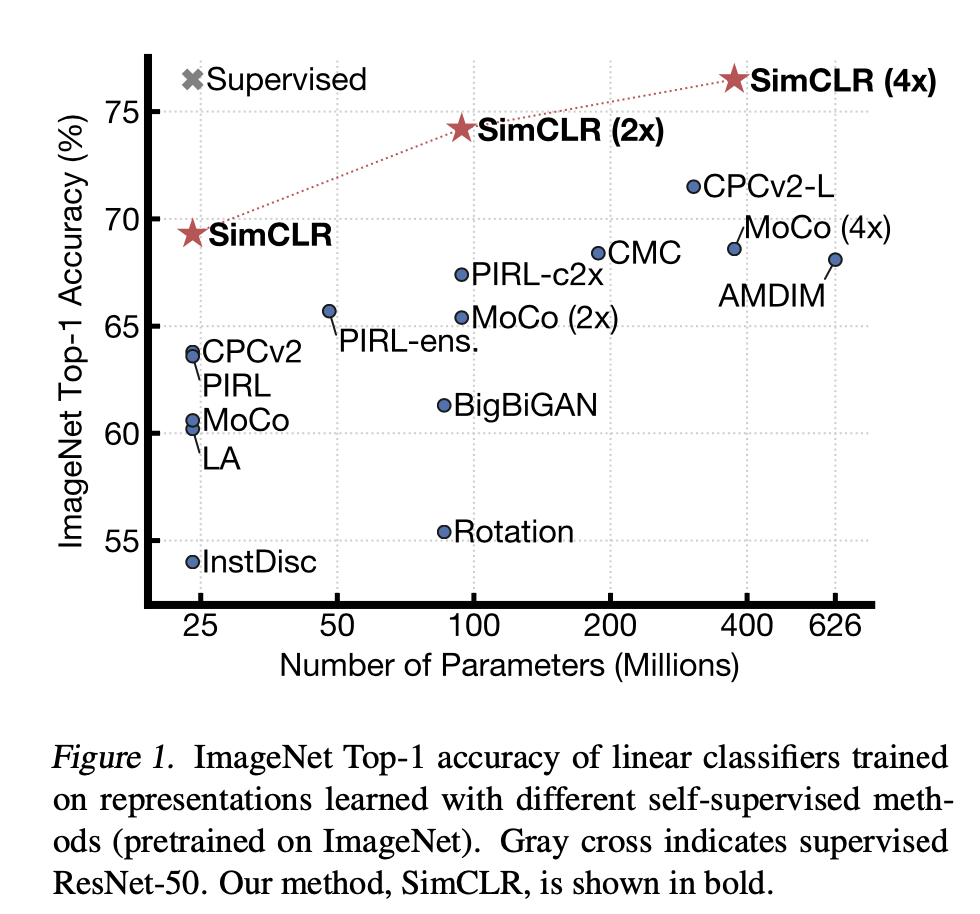 Supervised
SimCLR (4x)
75
SimCLR (2x)
CPCv2-L
70
MoCo (4x)
SimCLR
CMC
PIRL-c2x
AMDIM
65
MoCo (2x)
PIRL-ens.
CPCv2
PIRL
BigBiGAN
MoCo
60
LA
Rotation
55
InstDisc
ImageNet Top-1 Accuracy (%)
25 50 100 200 400 626
Number of Parameters (Millions)
Figure 1. ImageNet Top-1 accuracy of linear classifiers trained
on representations learned with different self-supervised meth-
ods (pretrained on ImageNet). Gray cross indicates supervised
ResNet-50. Our method, SimCLR, is shown in bold.